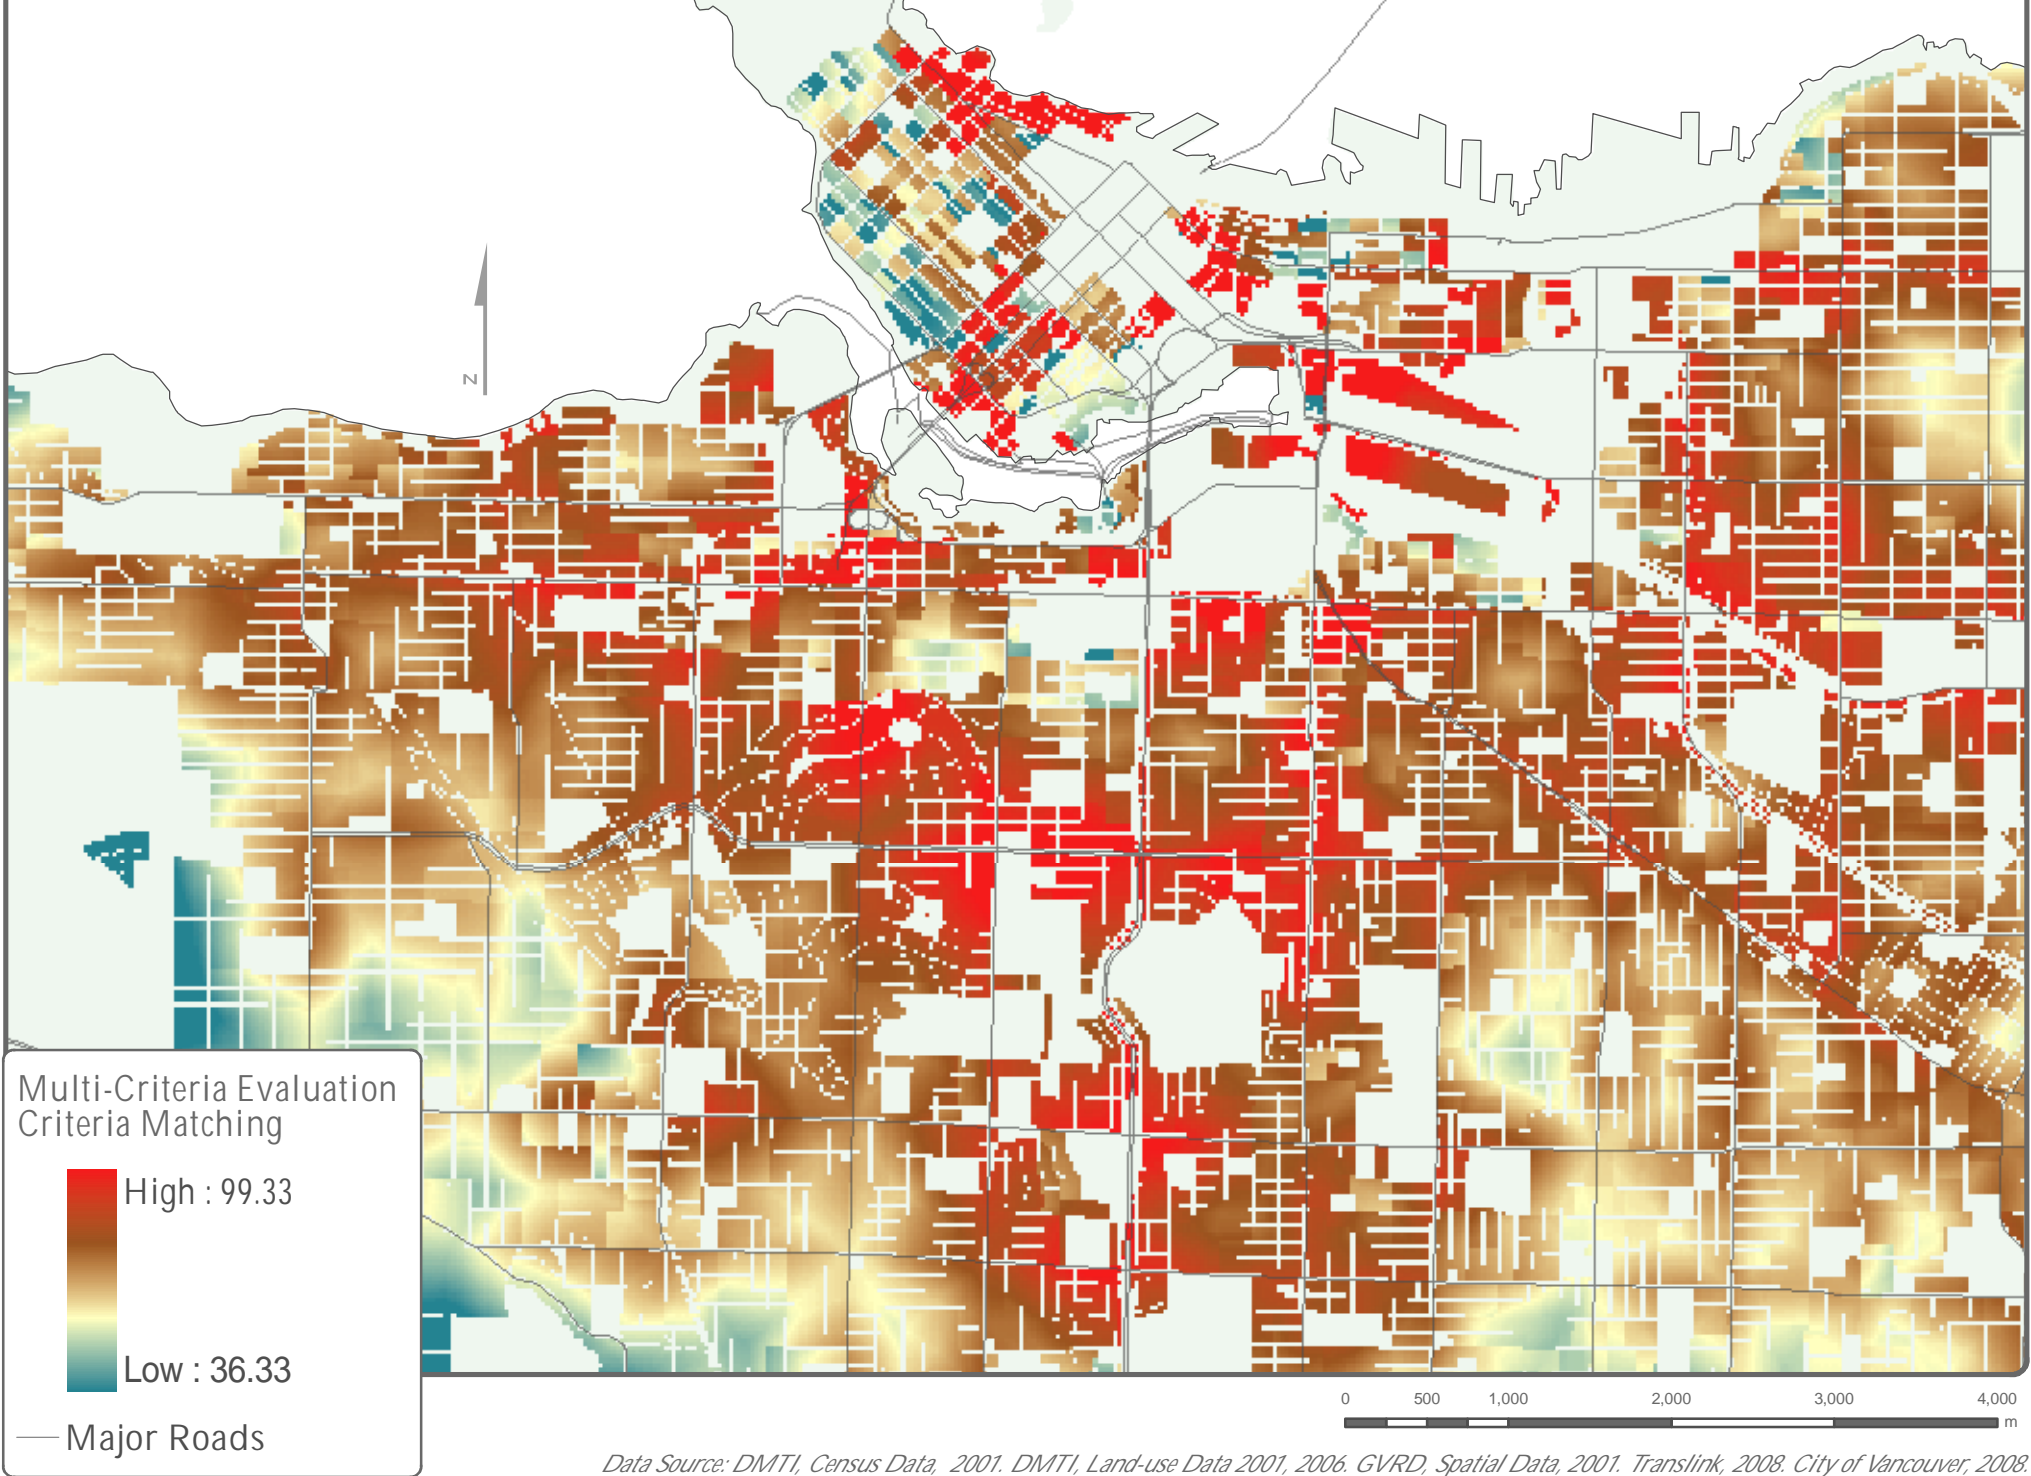 N
Multi-Criteria Evaluation
Criteria Matching
High : 99.33
Low : 36.33
Major Roads
0 500 1,000 2,000 3,000 4,000
m
Data Source: DMTI, Census Data, 2001. DMTI, Land-use Data 2001, 2006. GVRD, Spatial Data, 2001. Translink, 2008. City of Vancouver, 2008.